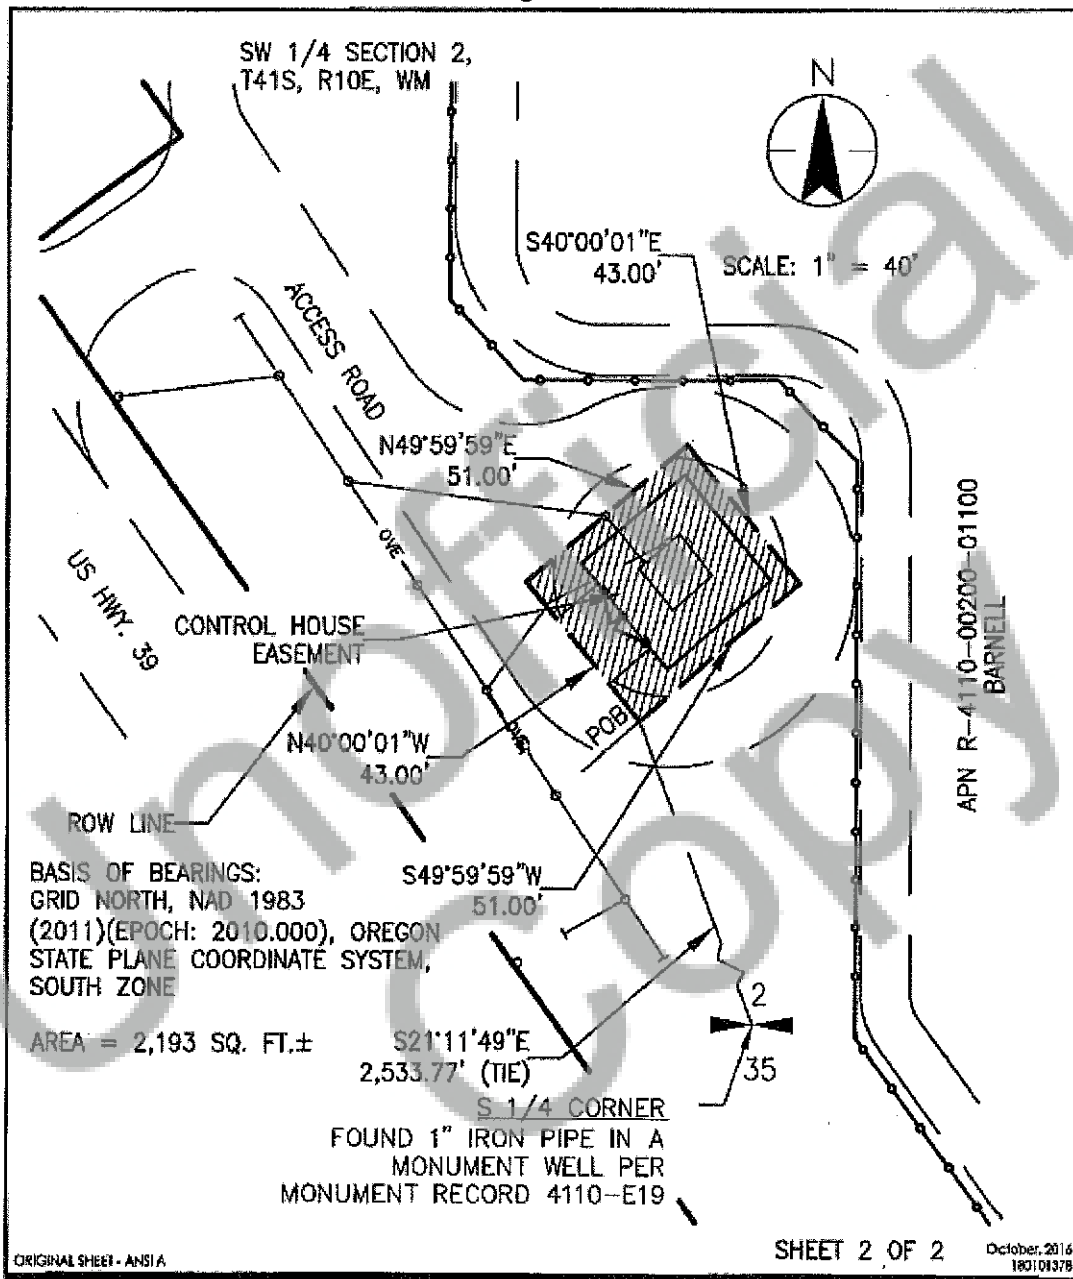 SW 1/4 SECTION 2,
T41S, R10E, WM
N
S40°00'01"E
43.00'
SCALE: 1" = 40'
ACCESS ROAD
N49°59'59"E
51.00'
OVE
US HWY. 39
CONTROL HOUSE
EASEMENT
APN R-4110-00200-01100
BARNELL
POB
OVE
N40°00'01"W
43.00'
ROW LINE
BASIS OF BEARINGS:
GRID NORTH, NAD 1983
(2011)(EPOCH: 2010.000), OREGON
STATE PLANE COORDINATE SYSTEM,
SOUTH ZONE
S49°59'59"W
51.00'
AREA = 2,193 SQ. FT.±
S21°11'49"E
2,533.77' (TIE)
2
35
S 1/4 CORNER
FOUND 1" IRON PIPE IN A
MONUMENT WELL PER
MONUMENT RECORD 4110-E19
SHEET 2 OF 2
ORIGINAL SHEET - ANSI A
October, 2016
Unofficial
Copy